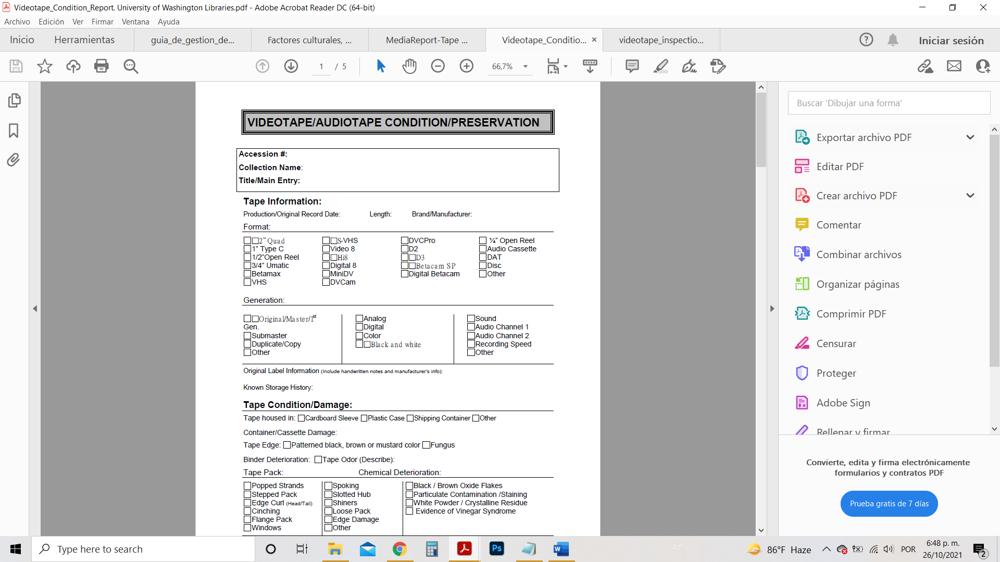 Videotape_Condition_Report. University of Washington Libraries.pdf - Adobe Acrobat Reader DC (64-bit)
Archivo Edición Ver Firmar Ventana Ayuda
Inicio Herramientas guia_de_gestion_de... Factores culturales, ... MediaReport-Tape ... Videotape_Conditio... × videotape_inspectio... Iniciar sesión
1 / 5 66,7%
VIDEOTAPE/AUDIOTAPE CONDITION/PRESERVATION
Accession #:
Collection Name:
Title/Main Entry:
Tape Information:
Production/Original Record Date: Length: Brand/Manufacturer:
Format:
2” Quad S-VHS DVCPro ¼” Open Reel
1” Type C Video 8 D2 Audio Cassette
1/2”Open Reel Hi8 D3 DAT
3/4” Umatic Digital 8 Betacam SP Disc
Betamax MiniDV Digital Betacam Other
VHS DVCam
Generation:
Original/Master/1st Analog Sound
Gen. Digital Audio Channel 1
Submaster Color Audio Channel 2
Duplicate/Copy Black and white Recording Speed
Other Other
Original Label Information (Include handwritten notes and manufacturer's info):
Known Storage History:
Tape Condition/Damage:
Tape housed in: Cardboard Sleeve Plastic Case Shipping Container Other
Container/Cassette Damage:
Tape Edge: Patterned black, brown or mustard color Fungus
Binder Deterioration: Tape Odor (Describe):
Tape Pack: Chemical Deterioration:
Popped Strands Spoking Black / Brown Oxide Flakes
Stepped Pack Slotted Hub Particulate Contamination /Staining
Edge Curl (Head/Tail) Shiners White Powder / Crystalline Residue
Cinching Loose Pack Evidence of Vinegar Syndrome
Flange Pack Edge Damage
Windows Other
Buscar 'Dibujar una forma'
Exportar archivo PDF
Editar PDF
Crear archivo PDF
Comentar
Combinar archivos
Organizar páginas
Comprimir PDF
Censurar
Proteger
Adobe Sign
Rellenar y firmar
Convierte, edita y firma electrónicamente
formularios y contratos PDF
Prueba gratis de 7 días
Type here to search Ps W PT 86°F Haze POR 6:48 p. m.
26/10/2021 2